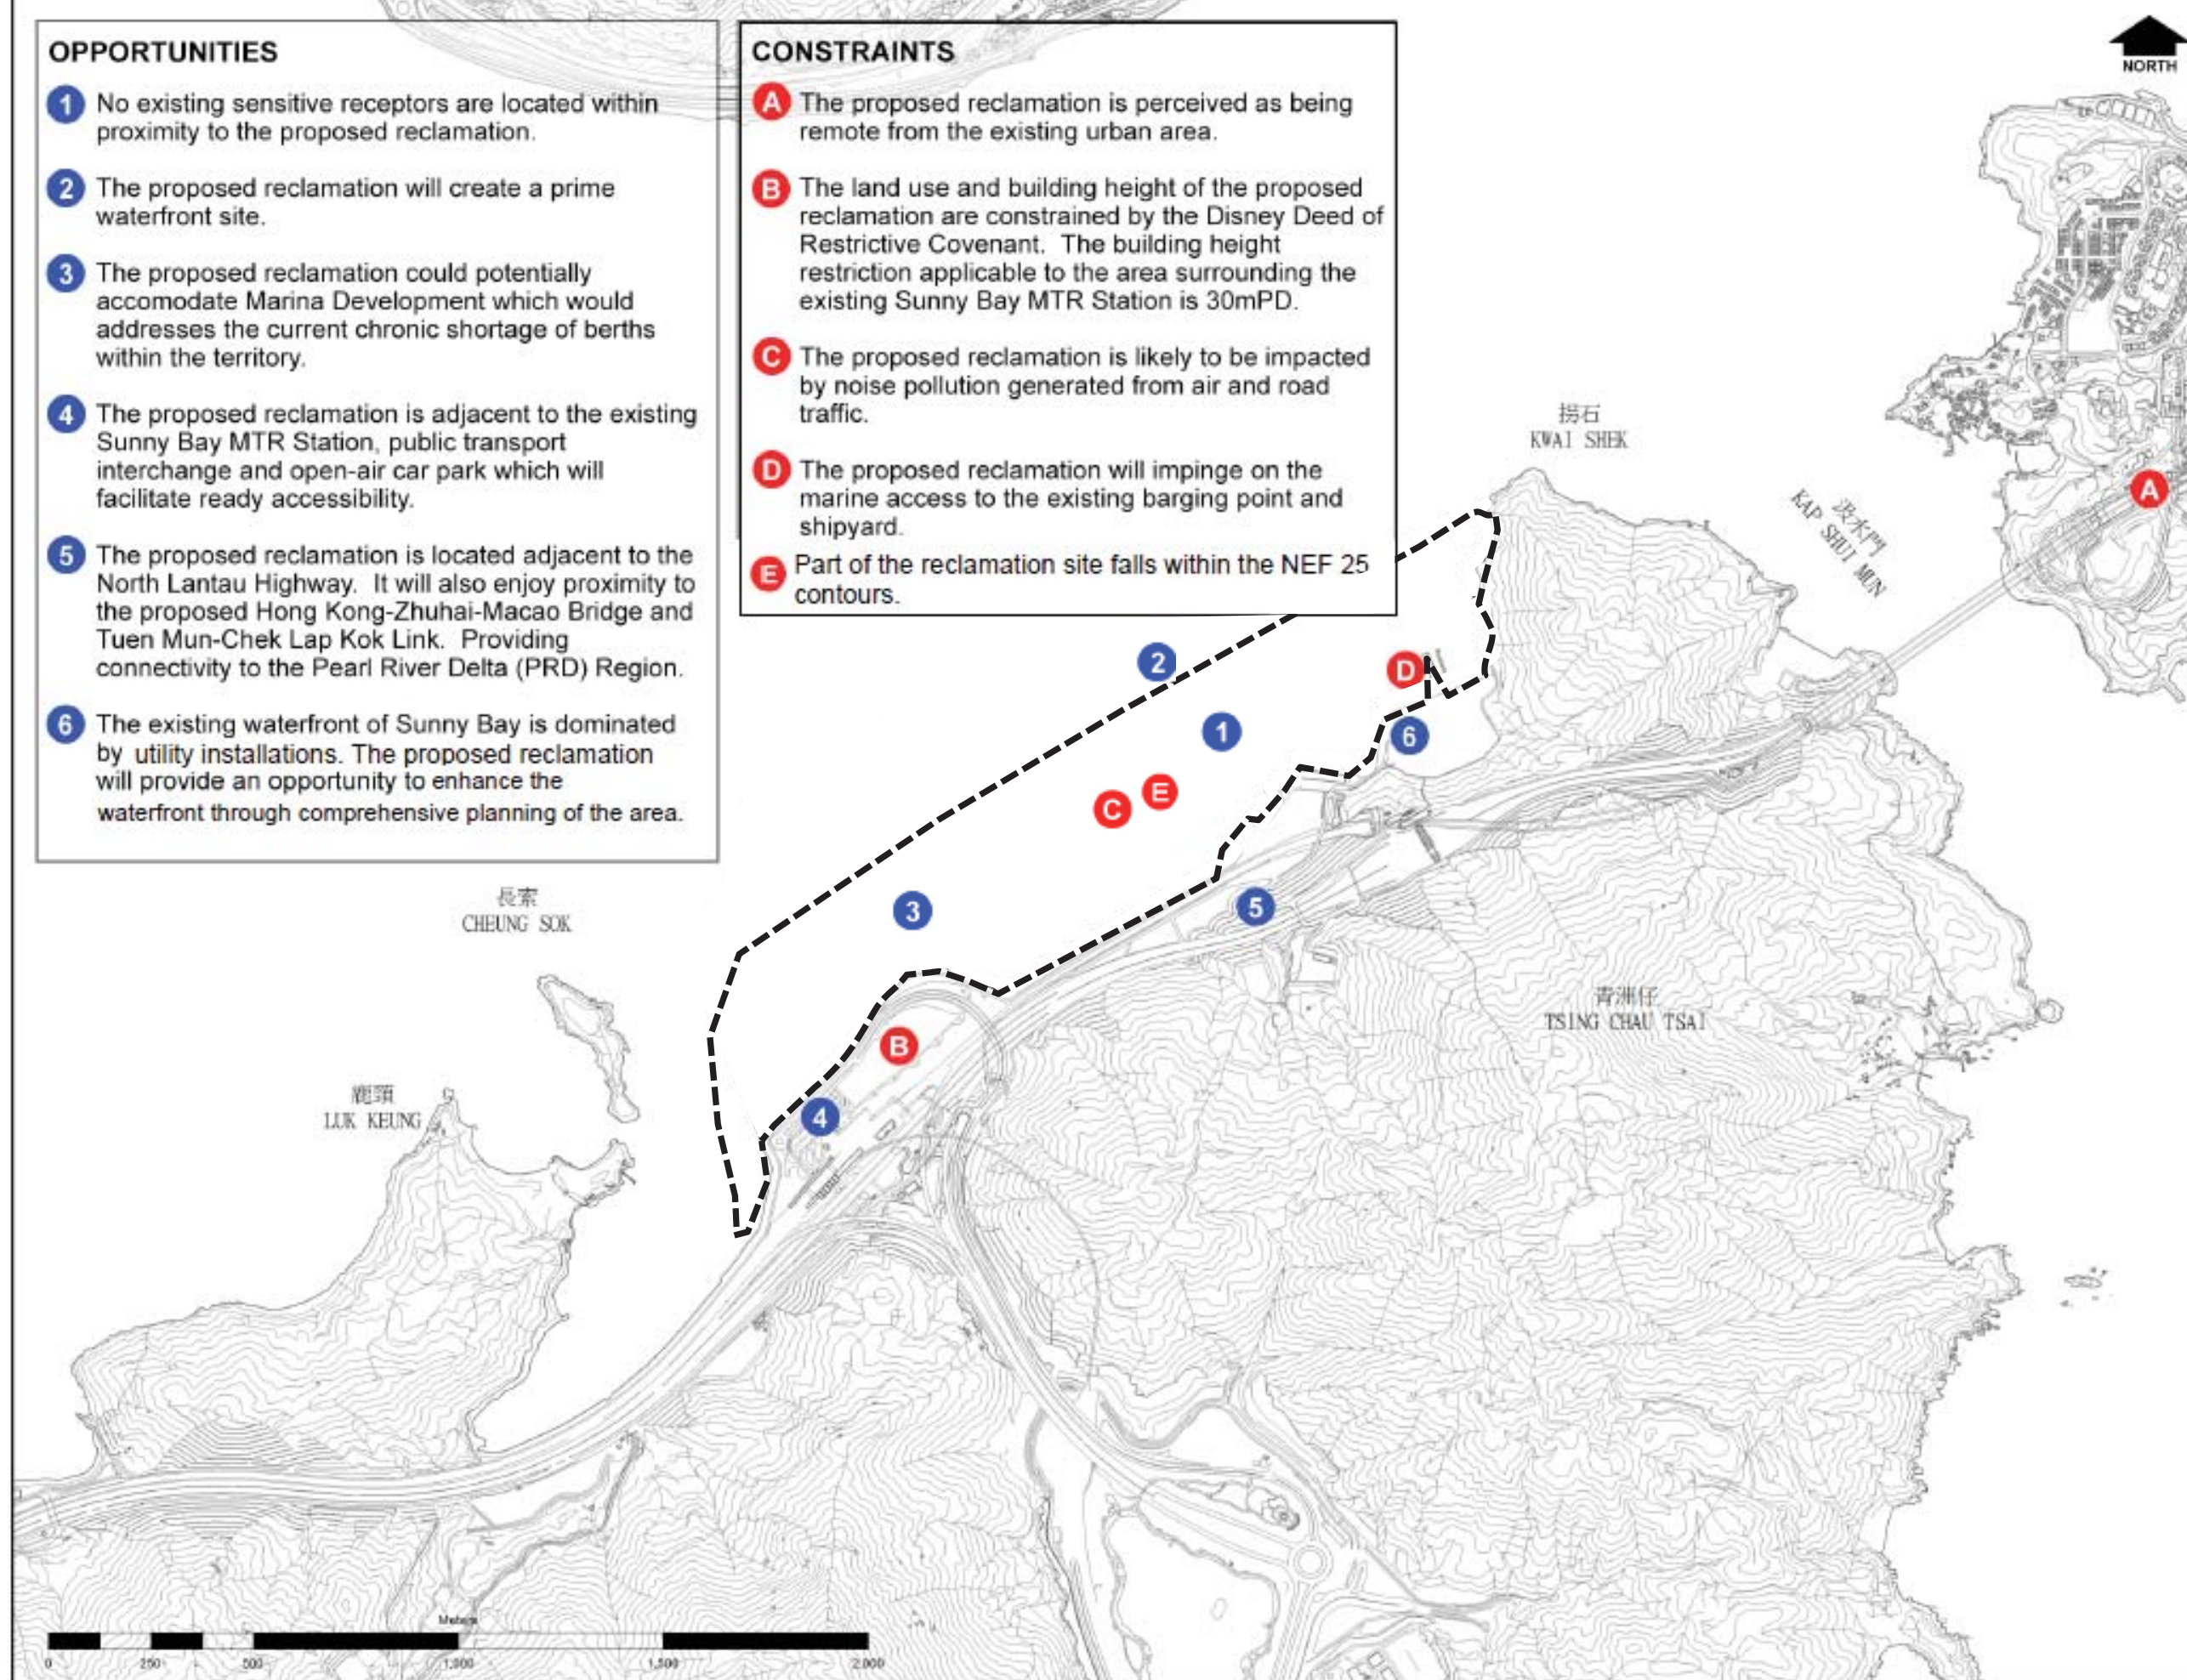 OPPORTUNITIES
1 No existing sensitive receptors are located within
proximity to the proposed reclamation.
2 The proposed reclamation will create a prime
waterfront site.
3 The proposed reclamation could potentially
accomodate Marina Development which would
addresses the current chronic shortage of berths
within the territory.
4 The proposed reclamation is adjacent to the existing
Sunny Bay MTR Station, public transport
interchange and open-air car park which will
facilitate ready accessibility.
5 The proposed reclamation is located adjacent to the
North Lantau Highway. It will also enjoy proximity to
the proposed Hong Kong-Zhuhai-Macao Bridge and
Tuen Mun-Chek Lap Kok Link. Providing
connectivity to the Pearl River Delta (PRD) Region.
6 The existing waterfront of Sunny Bay is dominated
by utility installations. The proposed reclamation
will provide an opportunity to enhance the
waterfront through comprehensive planning of the area.
CONSTRAINTS
A The proposed reclamation is perceived as being
remote from the existing urban area.
B The land use and building height of the proposed
reclamation are constrained by the Disney Deed of
Restrictive Covenant. The building height
restriction applicable to the area surrounding the
existing Sunny Bay MTR Station is 30mPD.
C The proposed reclamation is likely to be impacted
by noise pollution generated from air and road
traffic.
D The proposed reclamation will impinge on the
marine access to the existing barging point and
shipyard.
E Part of the reclamation site falls within the NEF 25
contours.
NORTH
拐石
KWAI SHEK
汲水門
KAP SHUI MUN
A
2
D
1
6
E
C
3
5
長索
CHEUNG SOK
青洲仔
TSING CHAU TSAI
B
鹿頸
LUK KEUNG
4
Meters
0 250 500 1,000 1,500 2,000